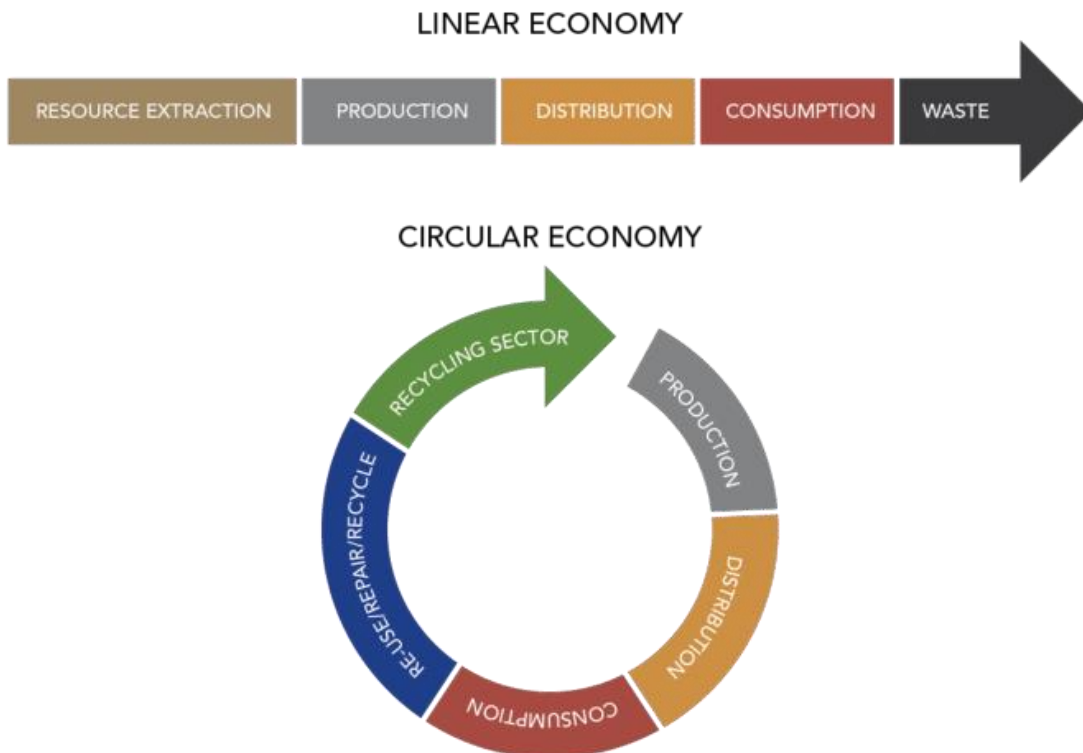 LINEAR ECONOMY
RESOURCE EXTRACTION
PRODUCTION
DISTRIBUTION
CONSUMPTION
WASTE
CIRCULAR ECONOMY
PRODUCTION
DISTRIBUTION
CONSUMPTION
RE-USE/REPAIR/RECYCLE
RECYCLING SECTOR